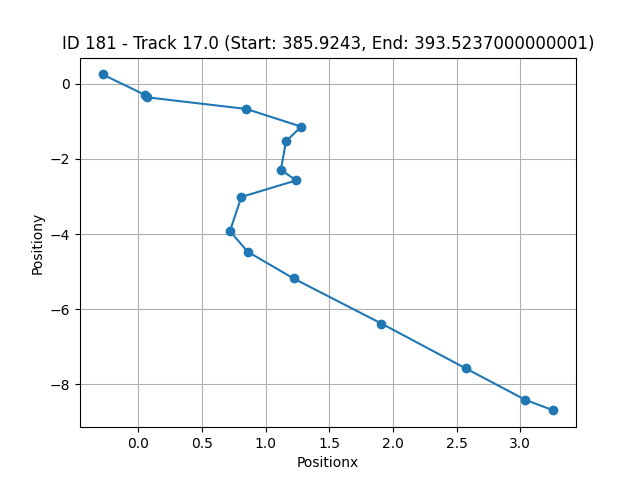 ID 181 - Track 17.0 (Start: 385.9243, End: 393.5237000000001)
0
−2
−4
−6
−8
Positiony
0.0 0.5 1.0 1.5 2.0 2.5 3.0
Positionx